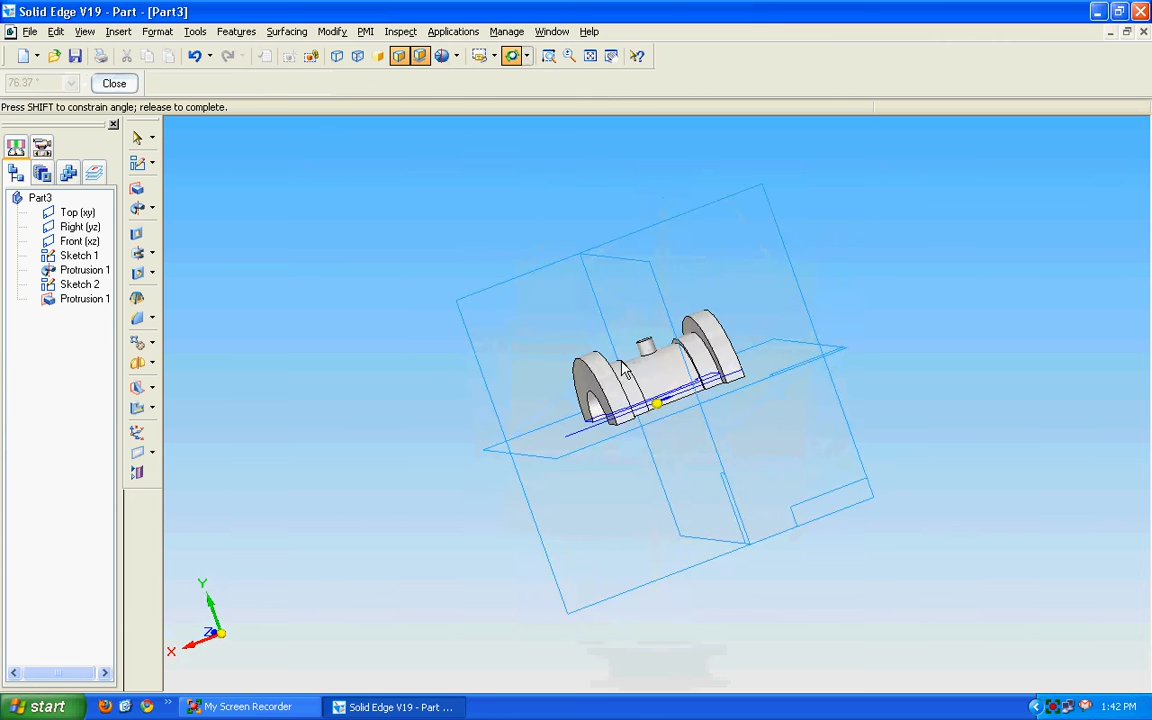 Solid Edge V19 - Part - [Part3]
File Edit View Insert Format Tools Features Surfacing Modify PMI Inspect Applications Manage Window Help
76.37 °
Close
Press SHIFT to constrain angle; release to complete.
Part3
Top (xy)
Right (yz)
Front (xz)
Sketch 1
Protrusion 1
Sketch 2
Protrusion 1
Y
Z
X
start
My Screen Recorder
Solid Edge V19 - Part ...
1:42 PM